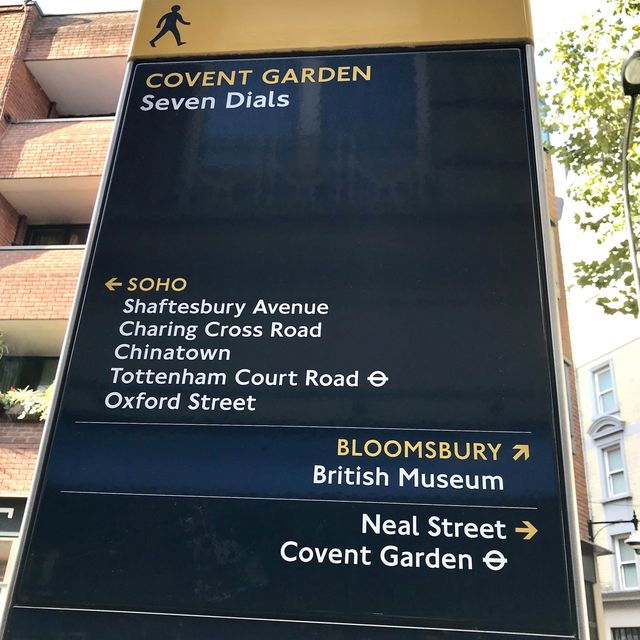 COVENT GARDEN
Seven Dials
← SOHO
Shaftesbury Avenue
Charing Cross Road
Chinatown
Tottenham Court Road
Oxford Street
BLOOMSBURY ↗
British Museum
Neal Street →
Covent Garden